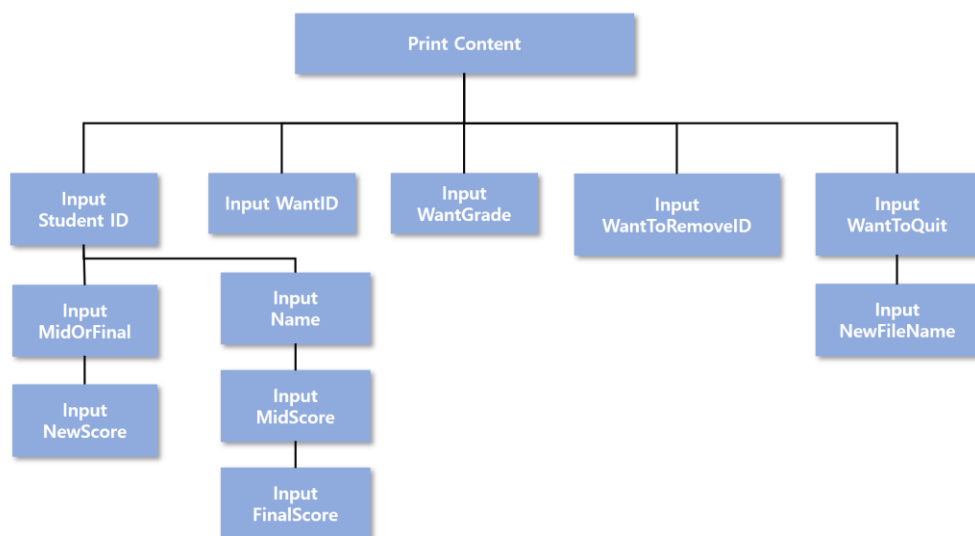 Print Content
Input
Student ID
Input WantID
Input
WantGrade
Input
WantToRemoveID
Input
WantToQuit
Input
MidOrFinal
Input
Name
Input
NewFileName
Input
NewScore
Input
MidScore
Input
FinalScore